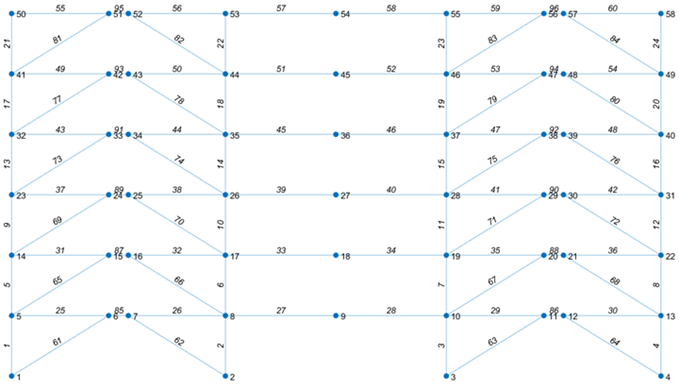 55 95 56 57 58 59 96 60
50 51 52 53 54 55 56 57 58
21 81 82 22 23 83 84 24
49 93 50 51 52 53 94 54
41 42 43 44 45 46 47 48 49
17 77 78 18 19 79 80 20
43 91 44 45 46 47 92 48
32 33 34 35 36 37 38 39 40
13 73 74 14 15 75 76 16
37 89 38 39 40 41 90 42
23 24 25 26 27 28 29 30 31
9 69 70 10 11 71 72 12
31 87 32 33 34 35 88 36
14 15 16 17 18 19 20 21 22
5 65 66 6 7 67 68 8
25 85 26 27 28 29 86 30
5 6 7 8 9 10 11 12 13
1 61 62 2 3 63 64 4
1 2 3 4